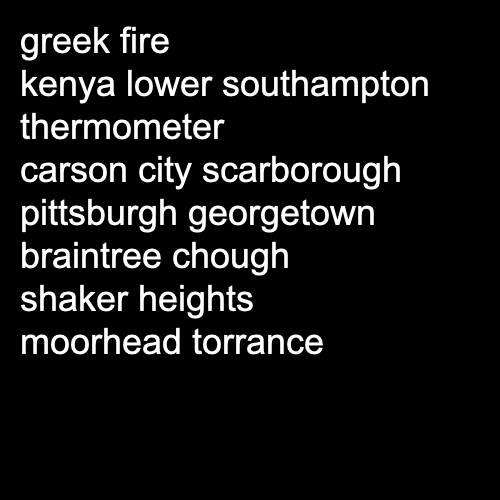 greek fire
kenya lower southampton
thermometer
carson city scarborough
pittsburgh georgetown
braintree chough
shaker heights
moorhead torrance